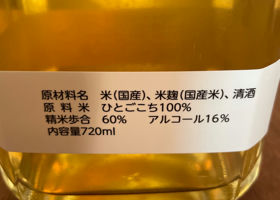 原材料名　米(国産)、米麹(国産米)、清酒
原料米　ひとごこち100%
精米歩合　60%　アルコール16%
内容量720ml